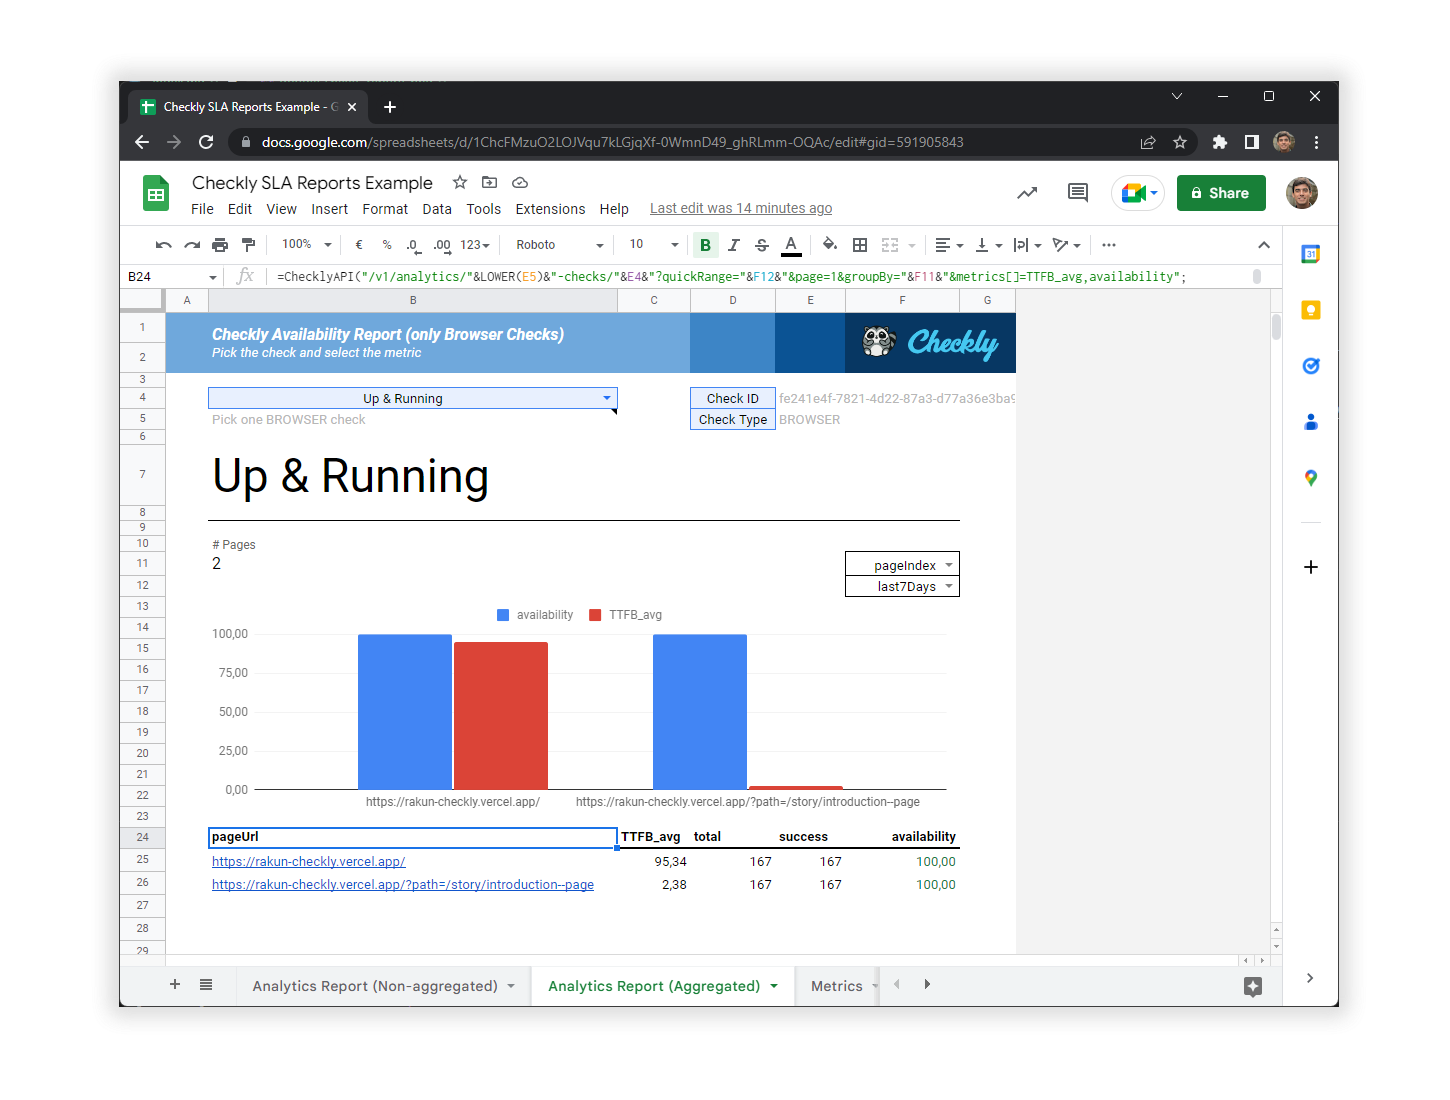 Checkly SLA Reports Example - G
docs.google.com/spreadsheets/d/1ChcFMzuO2LOJVqu7kLGjqXf-0WmnD49_ghRLmm-OQAc/edit#gid=591905843
Checkly SLA Reports Example
Share
File Edit View Insert Format Data Tools Extensions Help Last edit was 14 minutes ago
100% € % .0 .00 123 Roboto 10 B I S A
31
B24 fx =ChecklyAPI("/v1/analytics/"&LOWER(E5)&"-checks/"&E4&"?quickRange="&F12&"&page=1&groupBy="&F11&"&metrics[]=TTFB_avg,availability";
A B C D E F G
1 Checkly Availability Report (only Browser Checks)
Checkly
2 Pick the check and select the metric
3
4 Up & Running Check ID fe241e4f-7821-4d22-87a3-d77a36e3ba9
5 Pick one BROWSER check Check Type BROWSER
6
7 Up & Running
8
9
10 # Pages
11 2 pageIndex
12 last7Days
13 availability TTFB_avg
14 100,00
15
16 75,00
17
18 50,00
19
20 25,00
21
22 0,00
https://rakun-checkly.vercel.app/ https://rakun-checkly.vercel.app/?path=/story/introduction--page
23
24 pageUrl TTFB_avg total success availability
25 https://rakun-checkly.vercel.app/ 95,34 167 167 100,00
26 https://rakun-checkly.vercel.app/?path=/story/introduction--page 2,38 167 167 100,00
27
28
29
Analytics Report (Non-aggregated) Analytics Report (Aggregated) Metrics